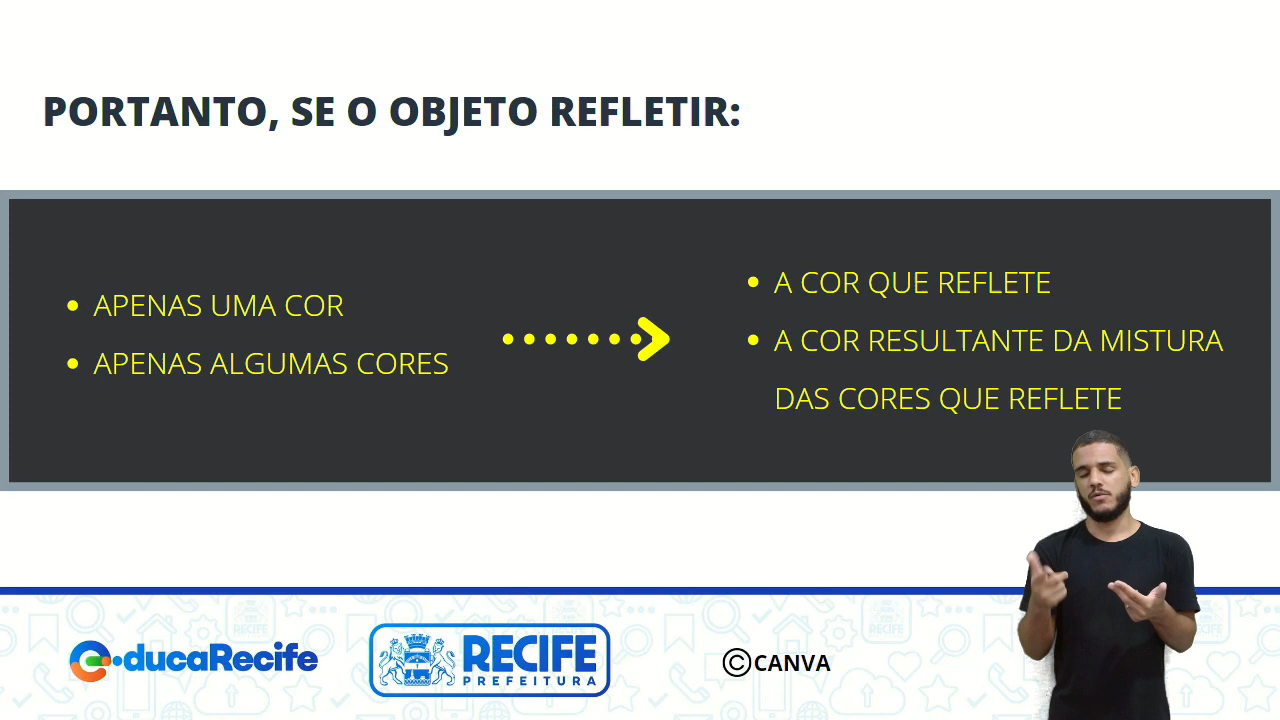 PORTANTO, SE O OBJETO REFLETIR:
• APENAS UMA COR
• APENAS ALGUMAS CORES
• A COR QUE REFLETE
• A COR RESULTANTE DA MISTURA
DAS CORES QUE REFLETE
educaRecife
RECIFE
PREFEITURA
©CANVA